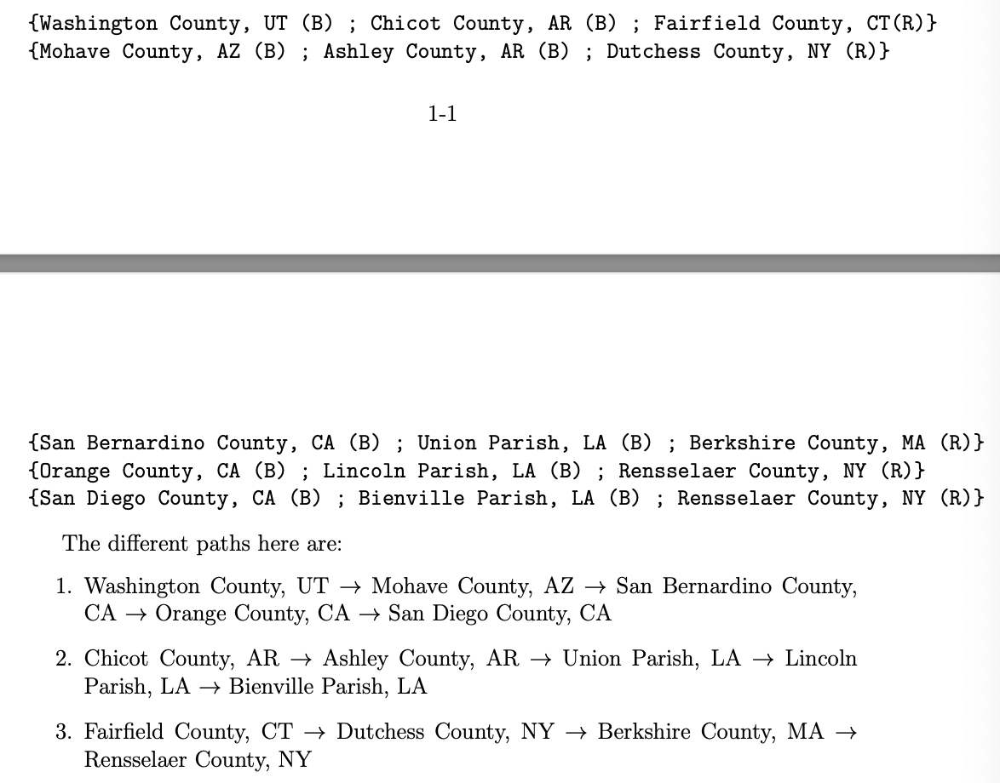 {Washington County, UT (B) ; Chicot County, AR (B) ; Fairfield County, CT(R)}
{Mohave County, AZ (B) ; Ashley County, AR (B) ; Dutchess County, NY (R)}
1-1
{San Bernardino County, CA (B) ; Union Parish, LA (B) ; Berkshire County, MA (R)}
{Orange County, CA (B) ; Lincoln Parish, LA (B) ; Rensselaer County, NY (R)}
{San Diego County, CA (B) ; Bienville Parish, LA (B) ; Rensselaer County, NY (R)}
The different paths here are:
1. Washington County, UT → Mohave County, AZ → San Bernardino County,
CA → Orange County, CA → San Diego County, CA
2. Chicot County, AR → Ashley County, AR → Union Parish, LA → Lincoln
Parish, LA → Bienville Parish, LA
3. Fairfield County, CT → Dutchess County, NY → Berkshire County, MA →
Rensselaer County, NY